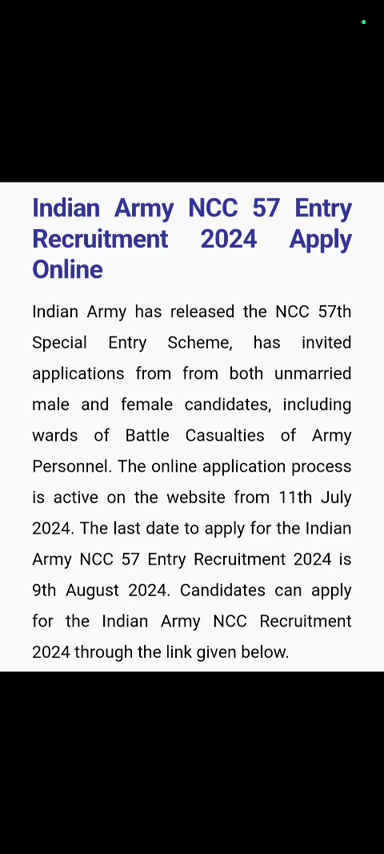 Indian Army NCC 57 Entry
Recruitment 2024 Apply
Online
Indian Army has released the NCC 57th
Special Entry Scheme, has invited
applications from from both unmarried
male and female candidates, including
wards of Battle Casualties of Army
Personnel. The online application process
is active on the website from 11th July
2024. The last date to apply for the Indian
Army NCC 57 Entry Recruitment 2024 is
9th August 2024. Candidates can apply
for the Indian Army NCC Recruitment
2024 through the link given below.